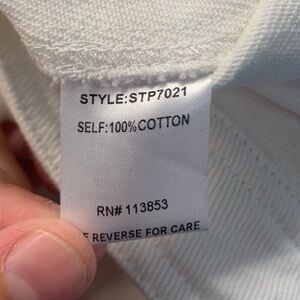 STYLE:STP7021
SELF:100%COTTON
RN# 113853
REVERSE FOR CARE